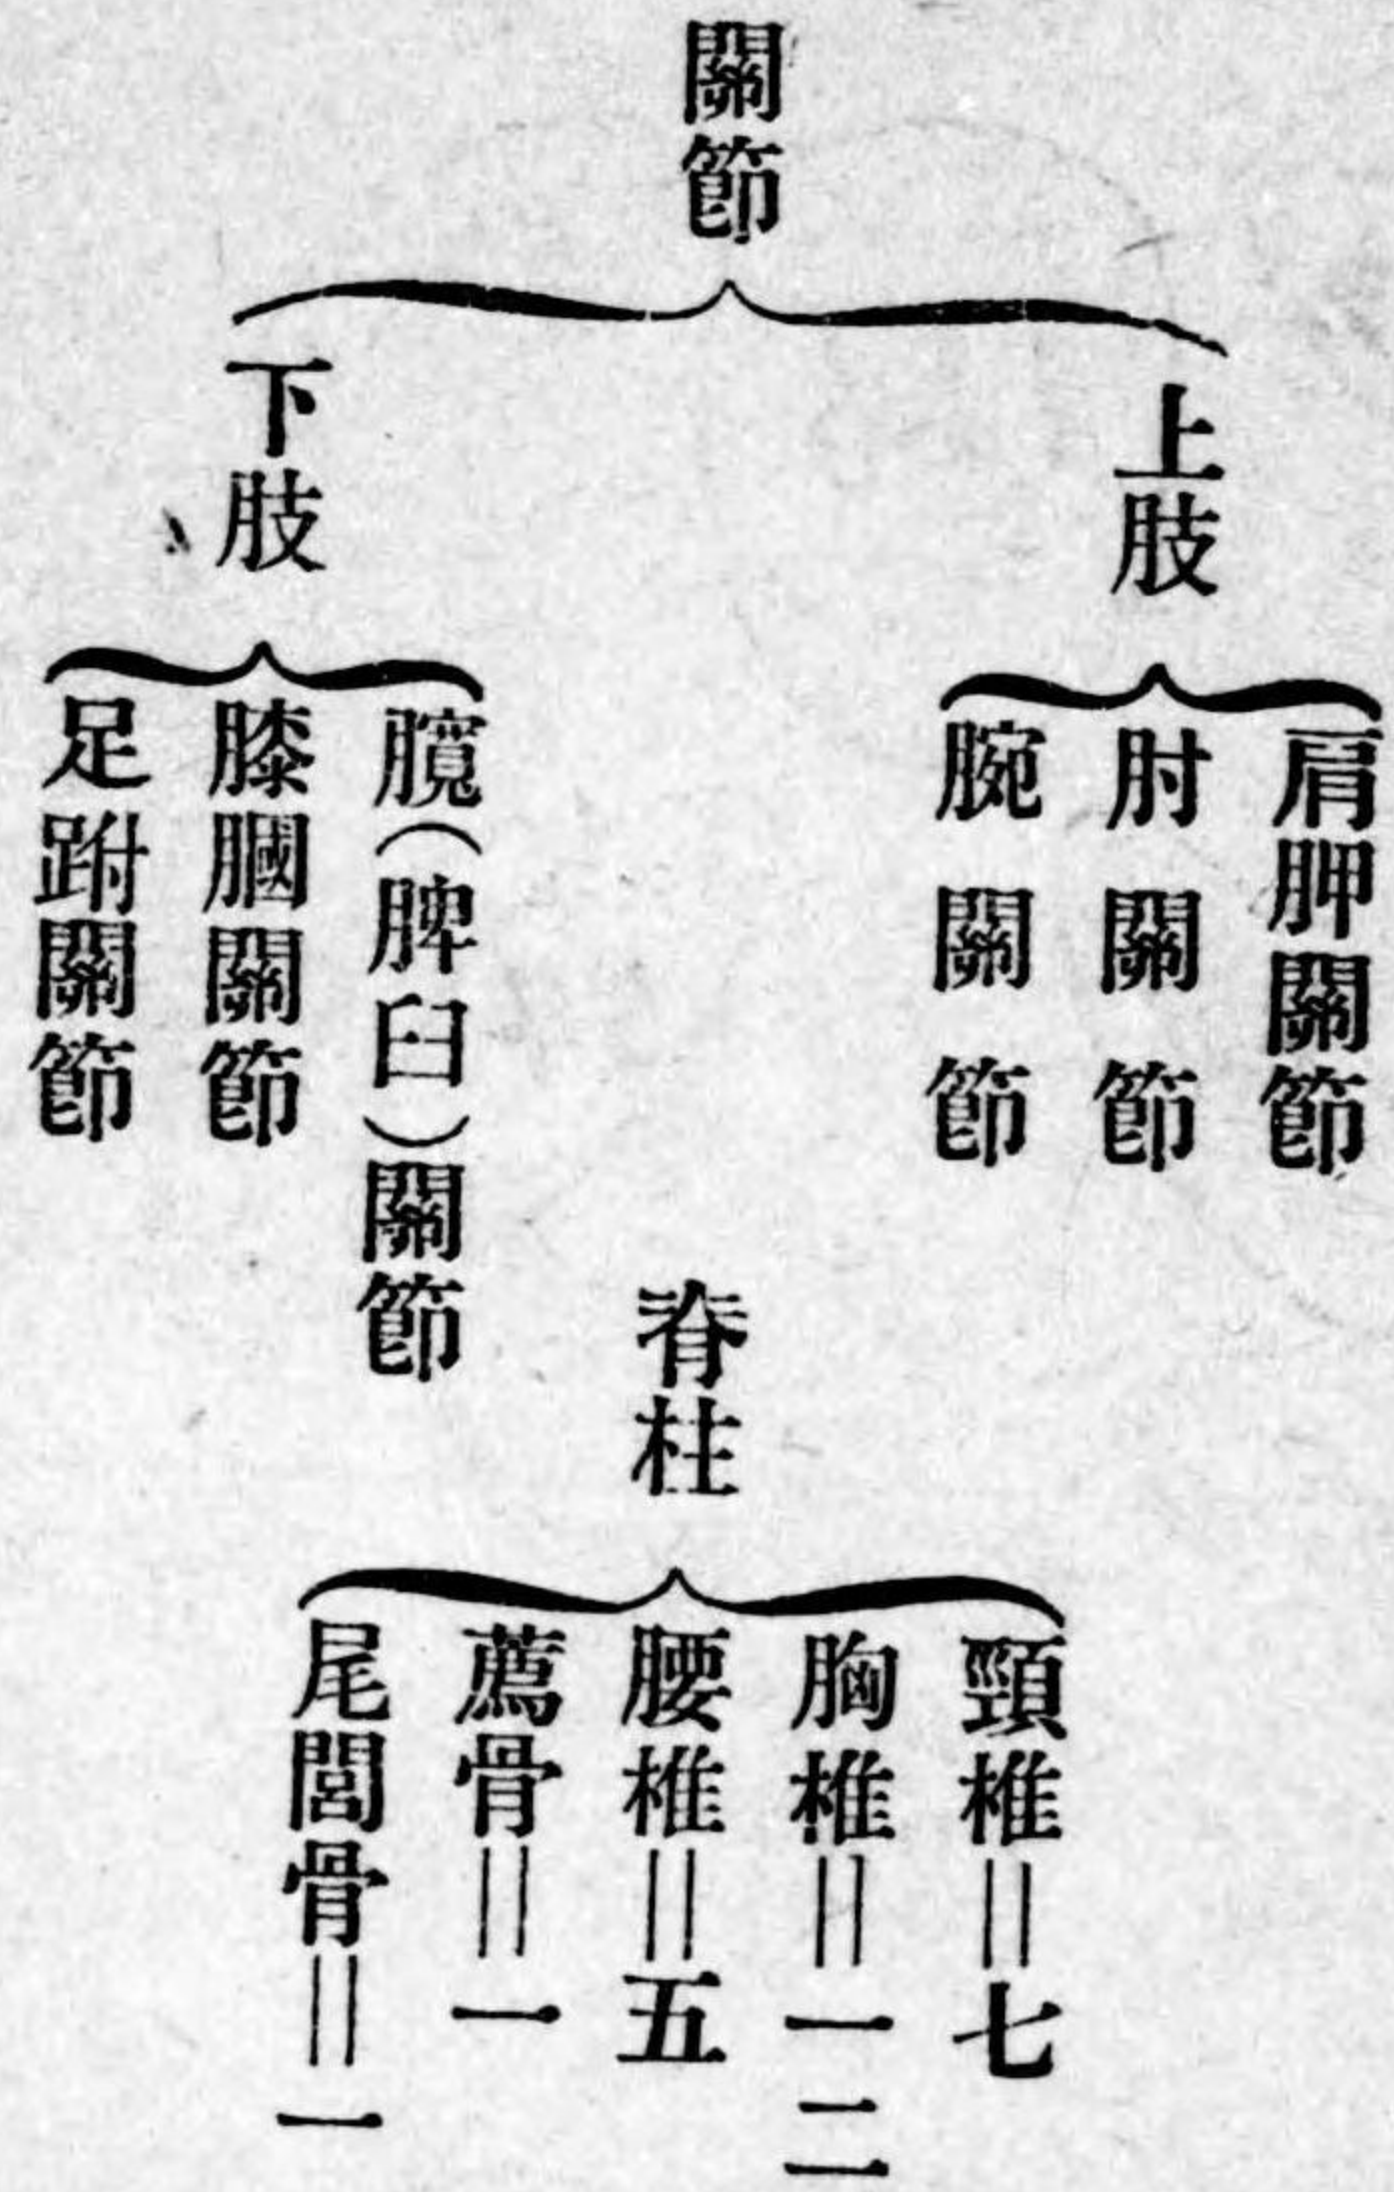 關節
上肢
肩胛關節
肘關節
腕關節
下肢
臗(脾臼)關節
膝膕關節
足跗關節
脊柱
頸椎＝七
胸椎＝一二
腰椎＝五
薦骨＝一
尾閭骨＝一